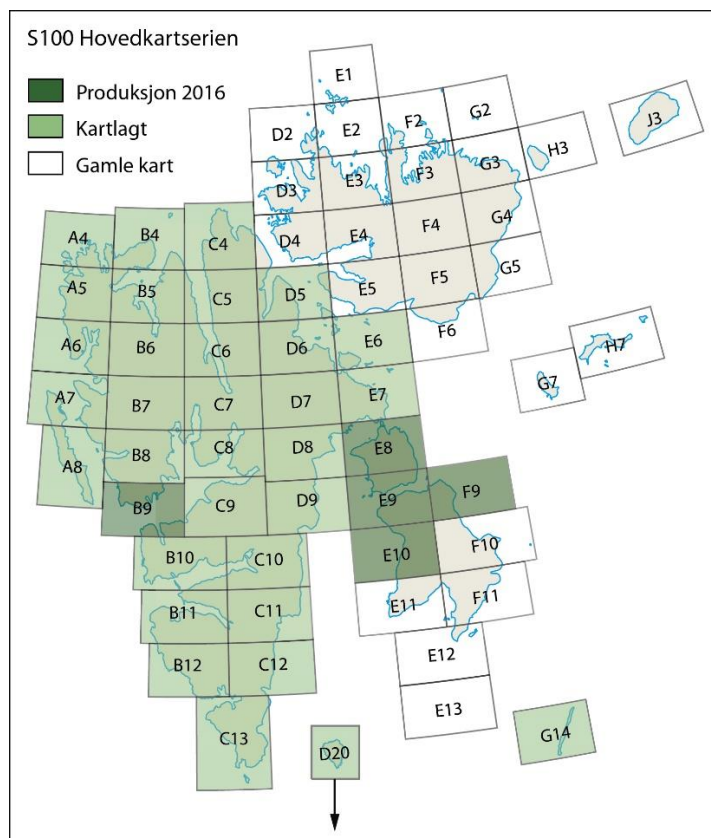 S100 Hovedkartserien
Produksjon 2016
Kartlagt
Gamle kart
E1
D2
E2
F2
G2
H3
J3
D3
E3
F3
G3
A4
B4
C4
D4
E4
F4
G4
A5
B5
C5
D5
E5
F5
G5
A6
B6
C6
D6
E6
F6
A7
B7
C7
D7
E7
G7
H7
A8
B8
C8
D8
E8
B9
C9
D9
E9
F9
B10
C10
E10
F10
B11
C11
E11
F11
B12
C12
E12
C13
E13
D20
G14